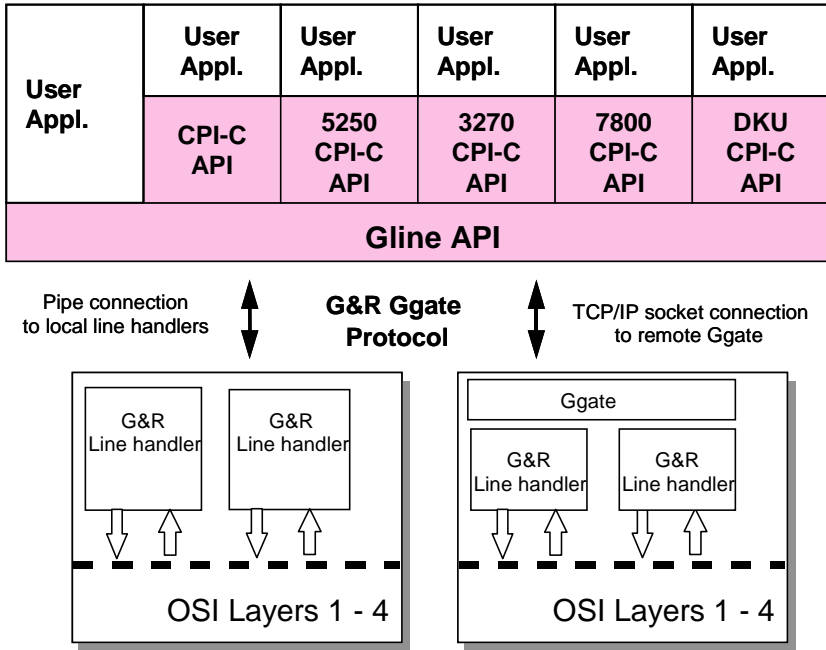 User
Appl.
User
Appl.
User
Appl.
User
Appl.
User
Appl.
User
Appl.
CPI-C
API
5250
CPI-C
API
3270
CPI-C
API
7800
CPI-C
API
DKU
CPI-C
API
Gline API
Pipe connection
to local line handlers
G&R Ggate
Protocol
TCP/IP socket connection
to remote Ggate
G&R
Line handler
G&R
Line handler
OSI Layers 1 - 4
Ggate
G&R
Line handler
G&R
Line handler
OSI Layers 1 - 4